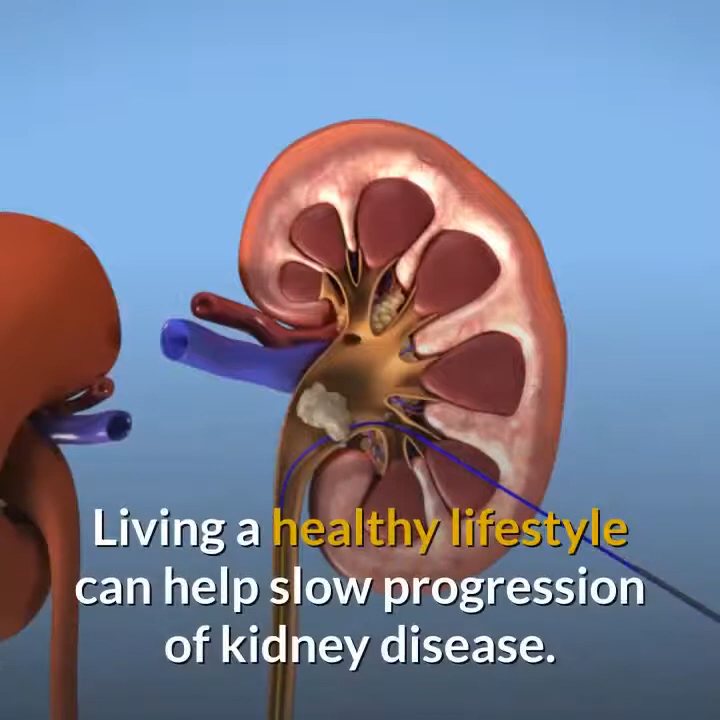 Living a healthy lifestyle
can help slow progression
of kidney disease.